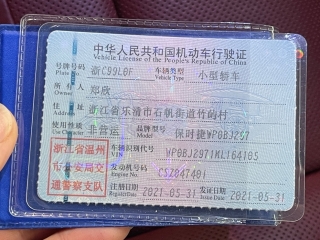 中华人民共和国机动车行驶证
Vehicle License of the People's Republic of China
号牌号码 浙C99L0F 车辆类型 小型轿车
Plate No. Vehicle Type
所有人 郑欣
Owner
住址 浙江省乐清市石帆街道竹的村
Address
使用性质 非营运 品牌型号 保时捷WP0BJ2S7
Use Character Model
浙江省温州 车辆识别代号
VIN WP0BJ2971ML164105
市公安局交 发动机号码 CSZ047401
Engine No.
通警察支队 注册日期 2021-05-31 发证日期 2021-05-31
Register Date Issue Date